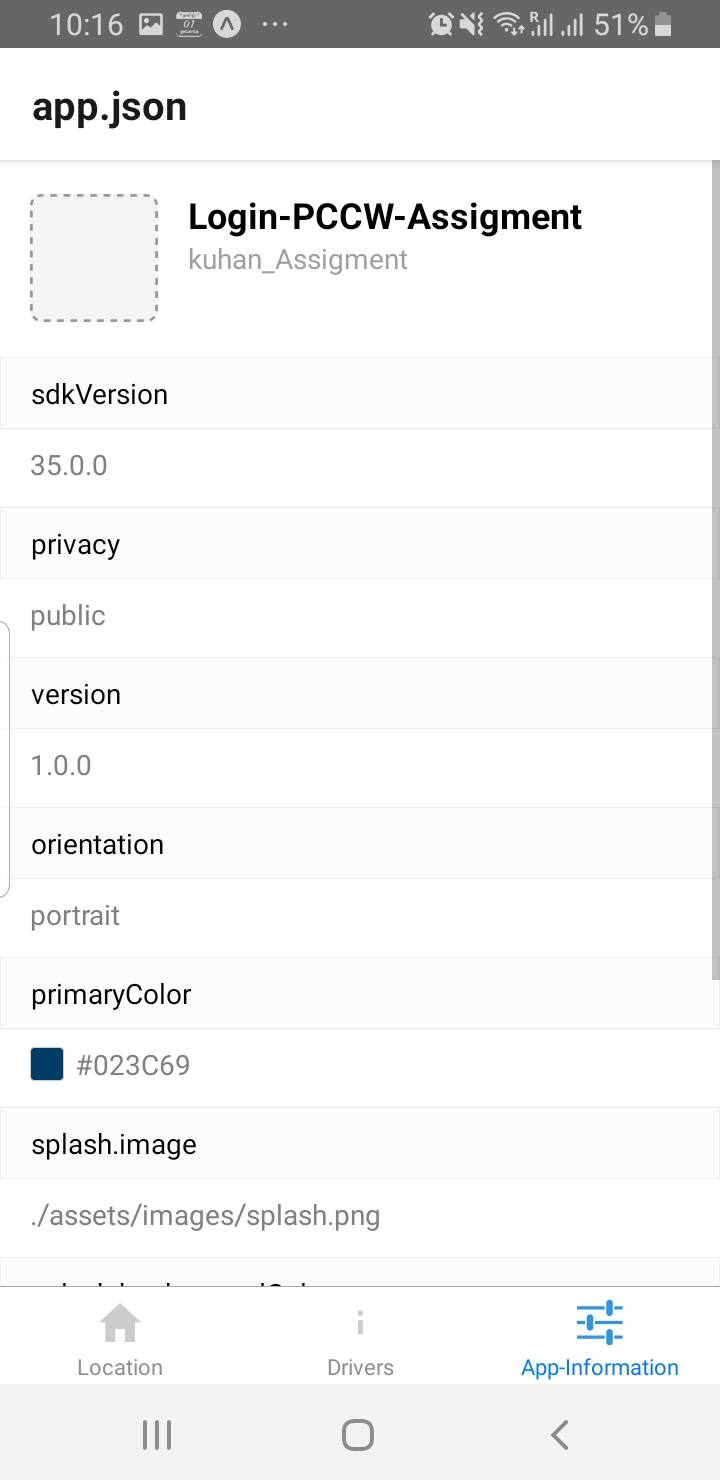 10:16
51%
app.json
Login-PCCW-Assigment
kuhan_Assigment
sdkVersion
35.0.0
privacy
public
version
1.0.0
orientation
portrait
primaryColor
#023C69
splash.image
./assets/images/splash.png
Location
Drivers
App-Information